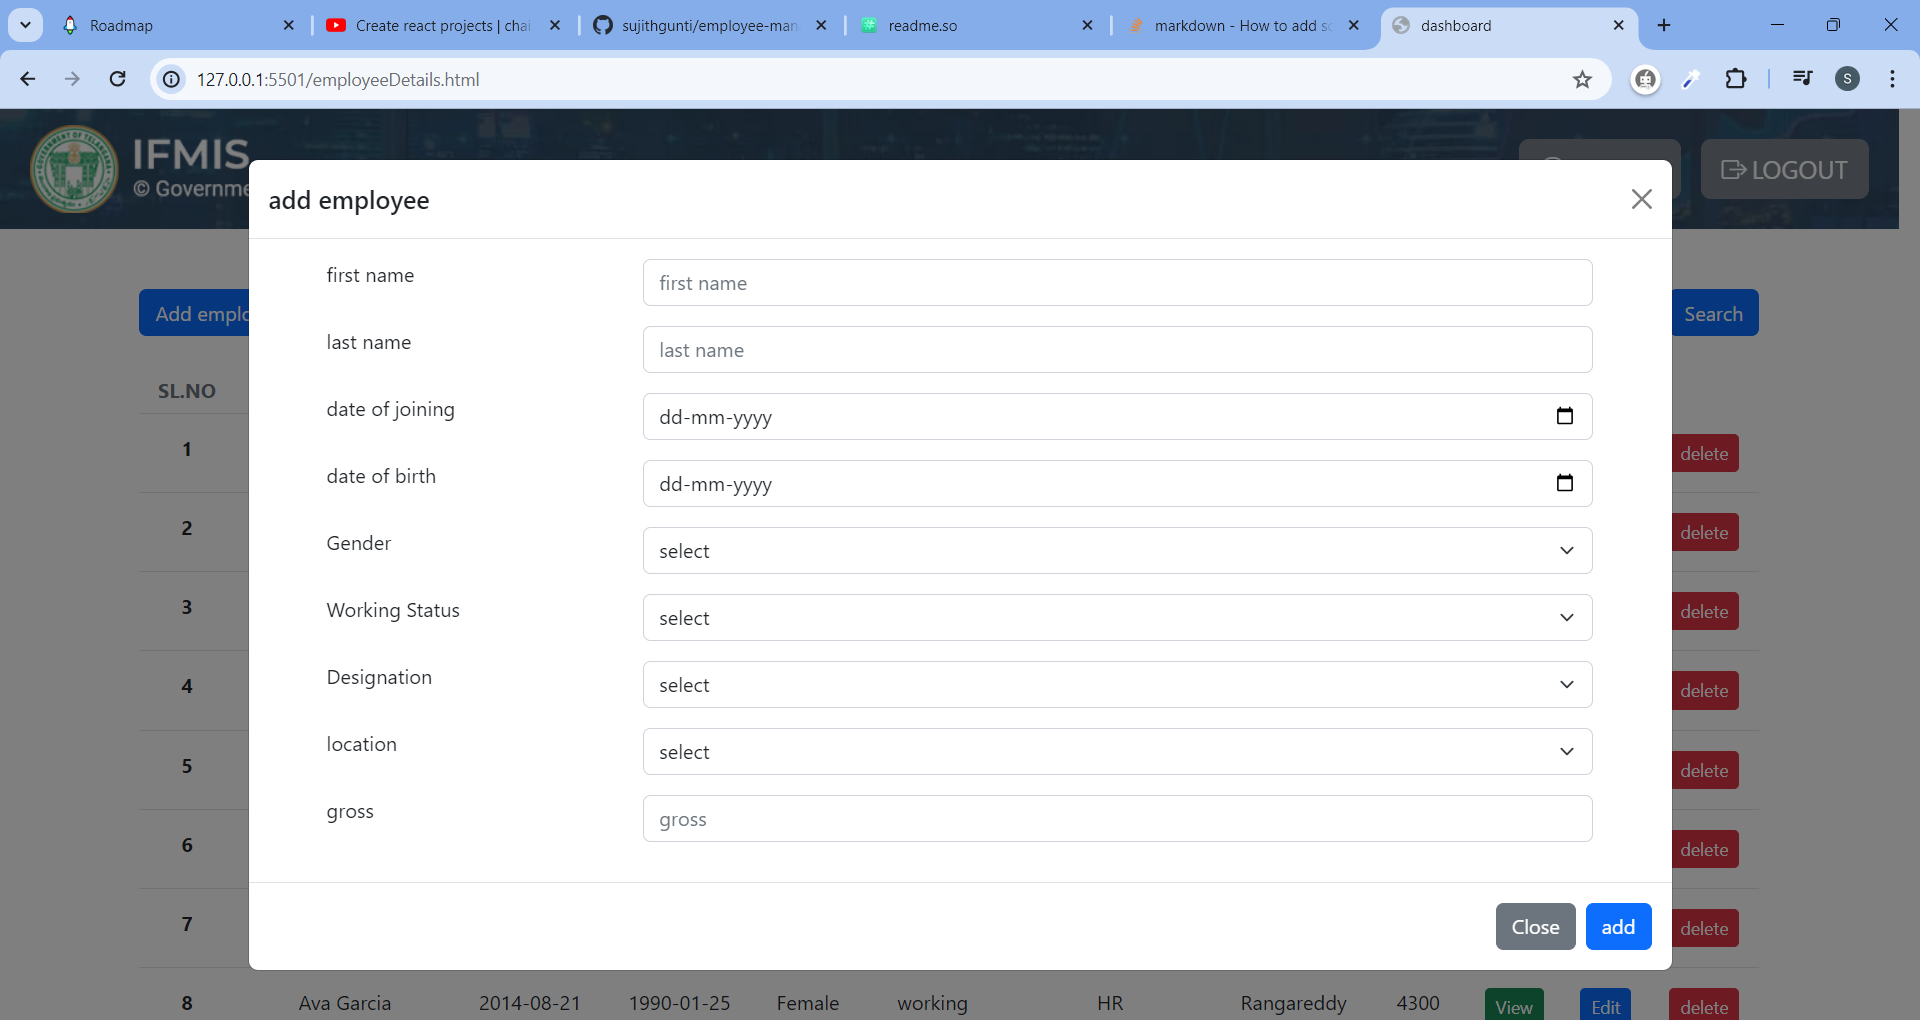 Roadmap
Create react projects | chai
sujithgunti/employee-man
readme.so
markdown - How to add sc
dashboard
127.0.0.1:5501/employeeDetails.html
S
IFMIS
© Governme
LOGOUT
add employee
first name
first name
last name
last name
date of joining
dd-mm-yyyy
date of birth
dd-mm-yyyy
Gender
select
Working Status
select
Designation
select
location
select
gross
gross
Close
add
Add emplo
Search
SL.NO
1
delete
2
delete
3
delete
4
delete
5
delete
6
delete
7
delete
8 Ava Garcia 2014-08-21 1990-01-25 Female working HR Rangareddy 4300 View Edit delete